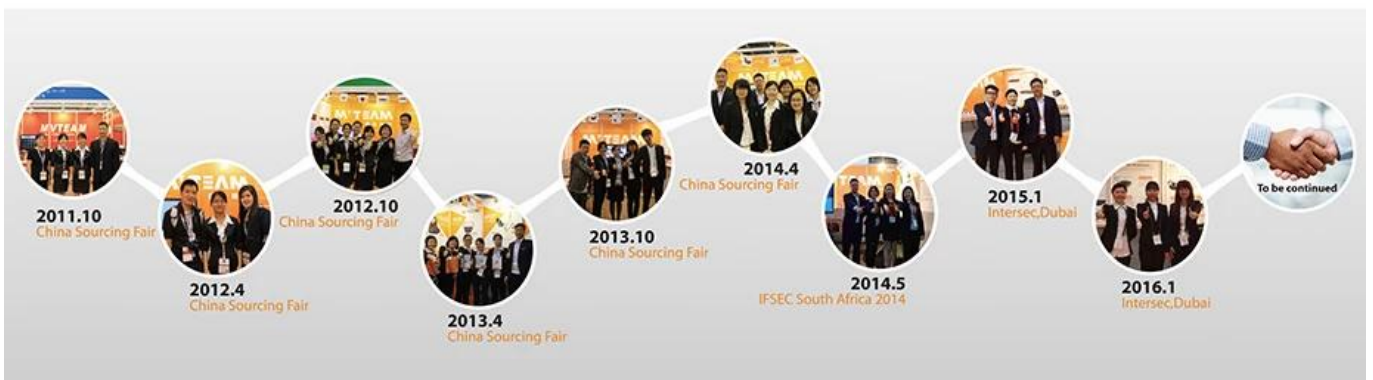 MVTEAM
2011.10
China Sourcing Fair
2012.4
China Sourcing Fair
MVTEAM
2012.10
China Sourcing Fair
2013.4
China Sourcing Fair
2013.10
China Sourcing Fair
2014.4
China Sourcing Fair
2014.5
IFSEC South Africa 2014
2015.1
Intersec,Dubai
2016.1
Intersec,Dubai
To be continued